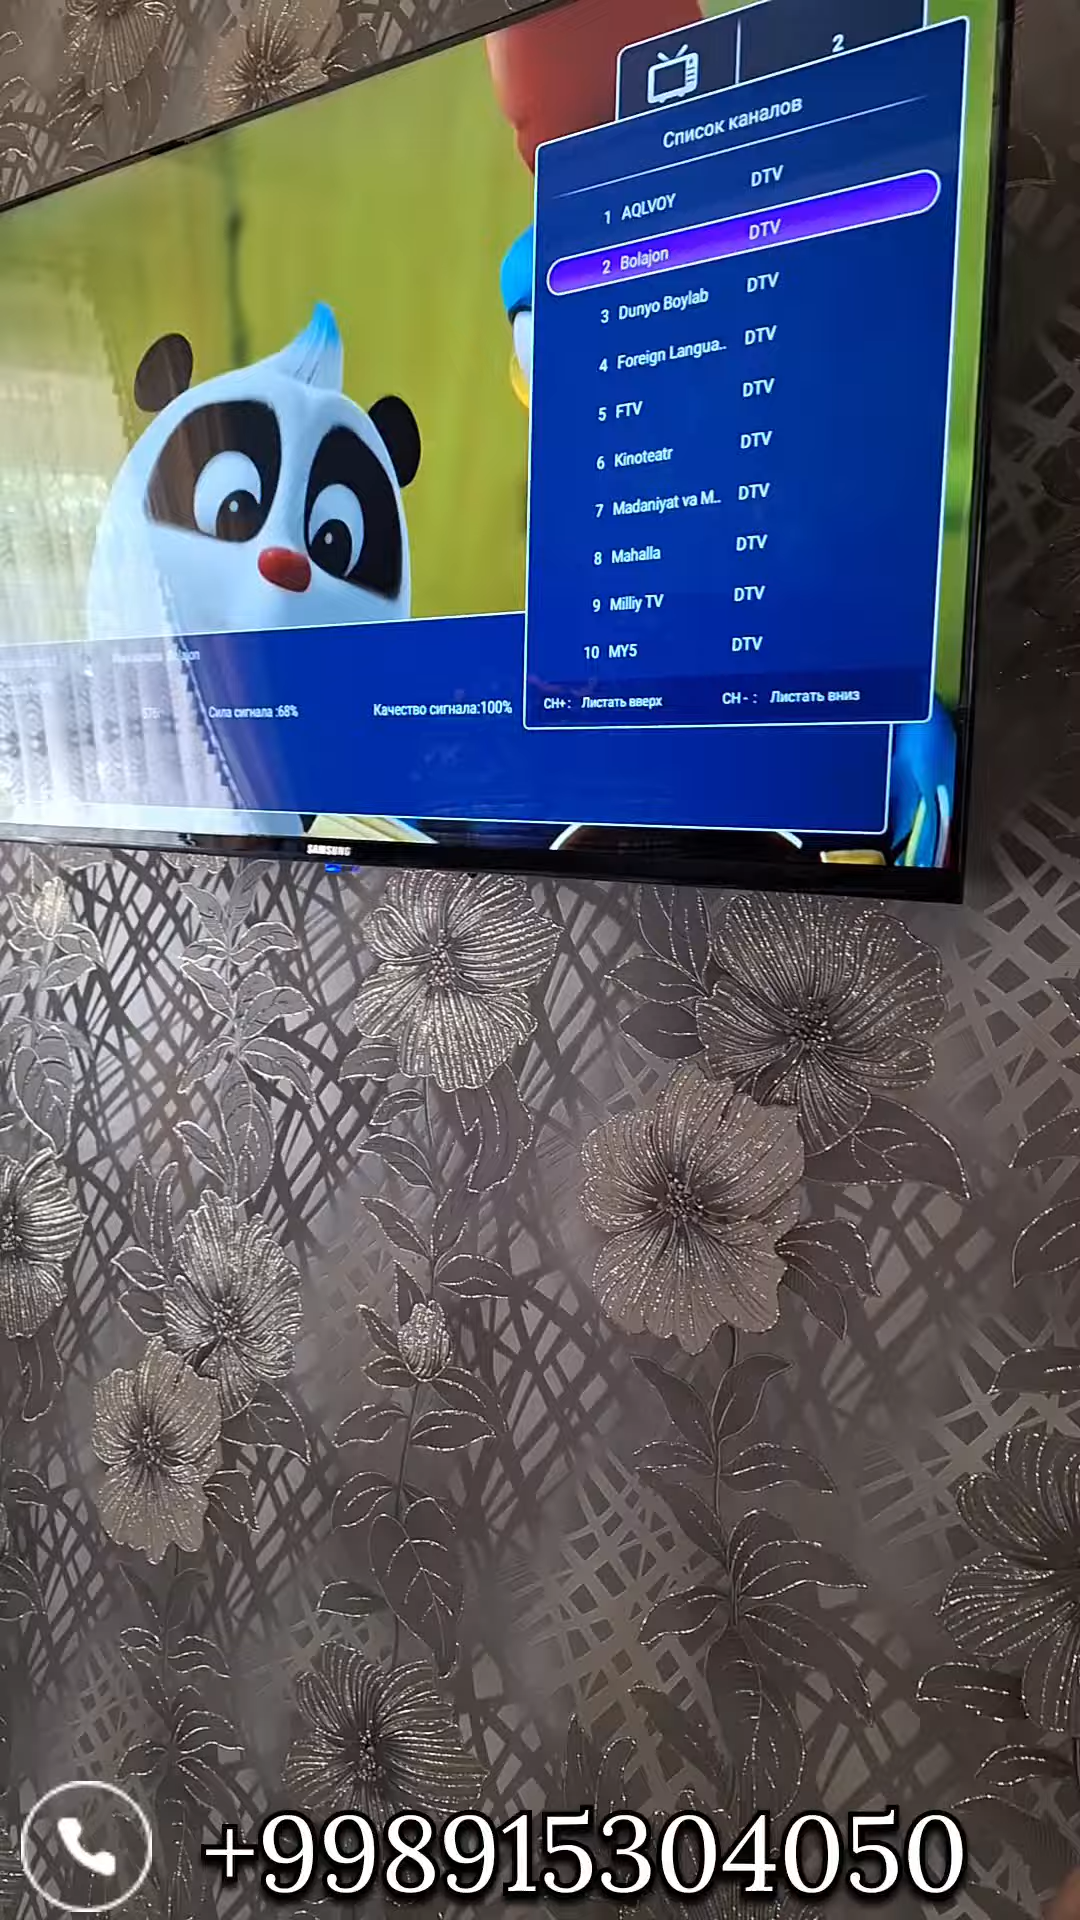 2
Список каналов
1 AQLVOY DTV
2 Bolajon DTV
3 Dunyo Boylab DTV
4 Foreign Langua.. DTV
5 FTV DTV
6 Kinoteatr DTV
7 Madaniyat va M.. DTV
8 Mahalla DTV
9 Milliy TV DTV
10 MY5 DTV
CH+: Листать вверх CH-: Листать вниз
Сила сигнала :68% Качество сигнала:100%
SAMSUNG
+998915304050